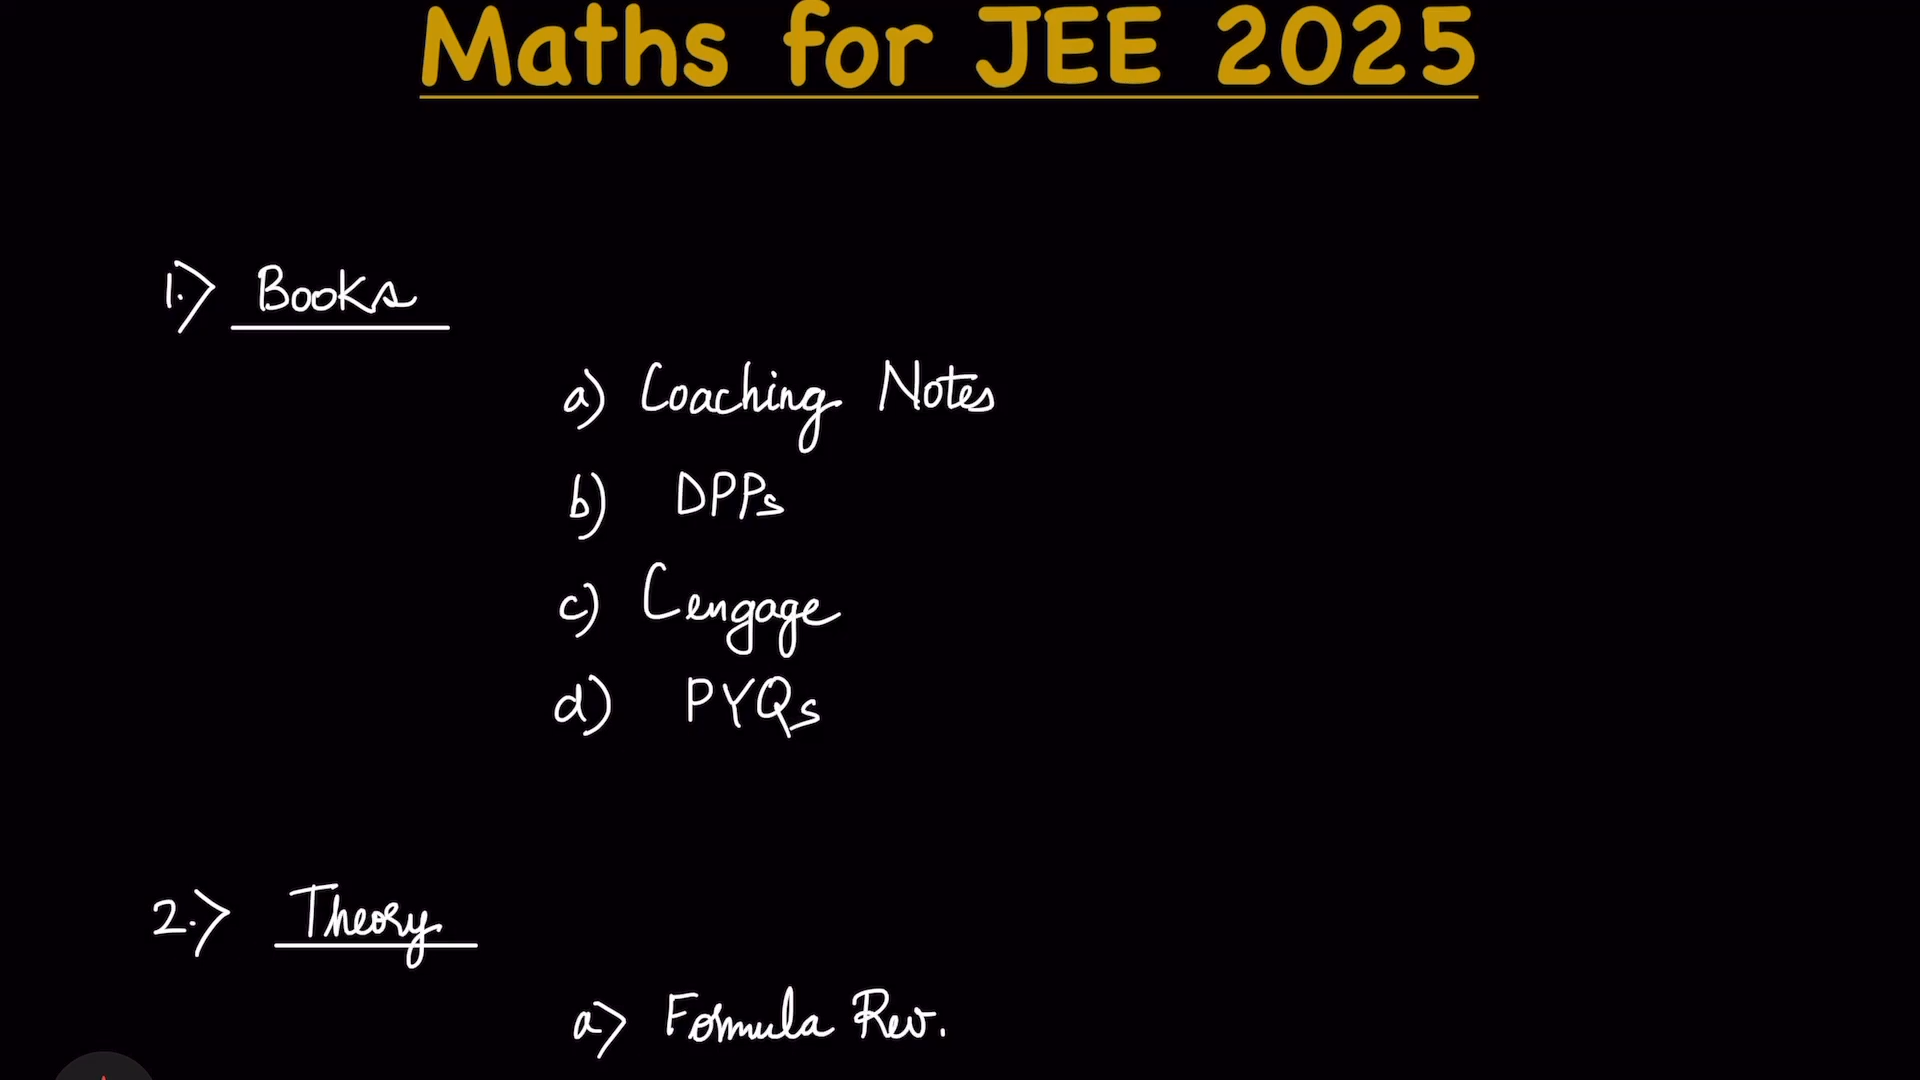 Maths for JEE 2025
1.) Books
a) Coaching Notes
b) DPPs
c) Cengage
d) PYQs
2.) Theory
a) Formula Rev.